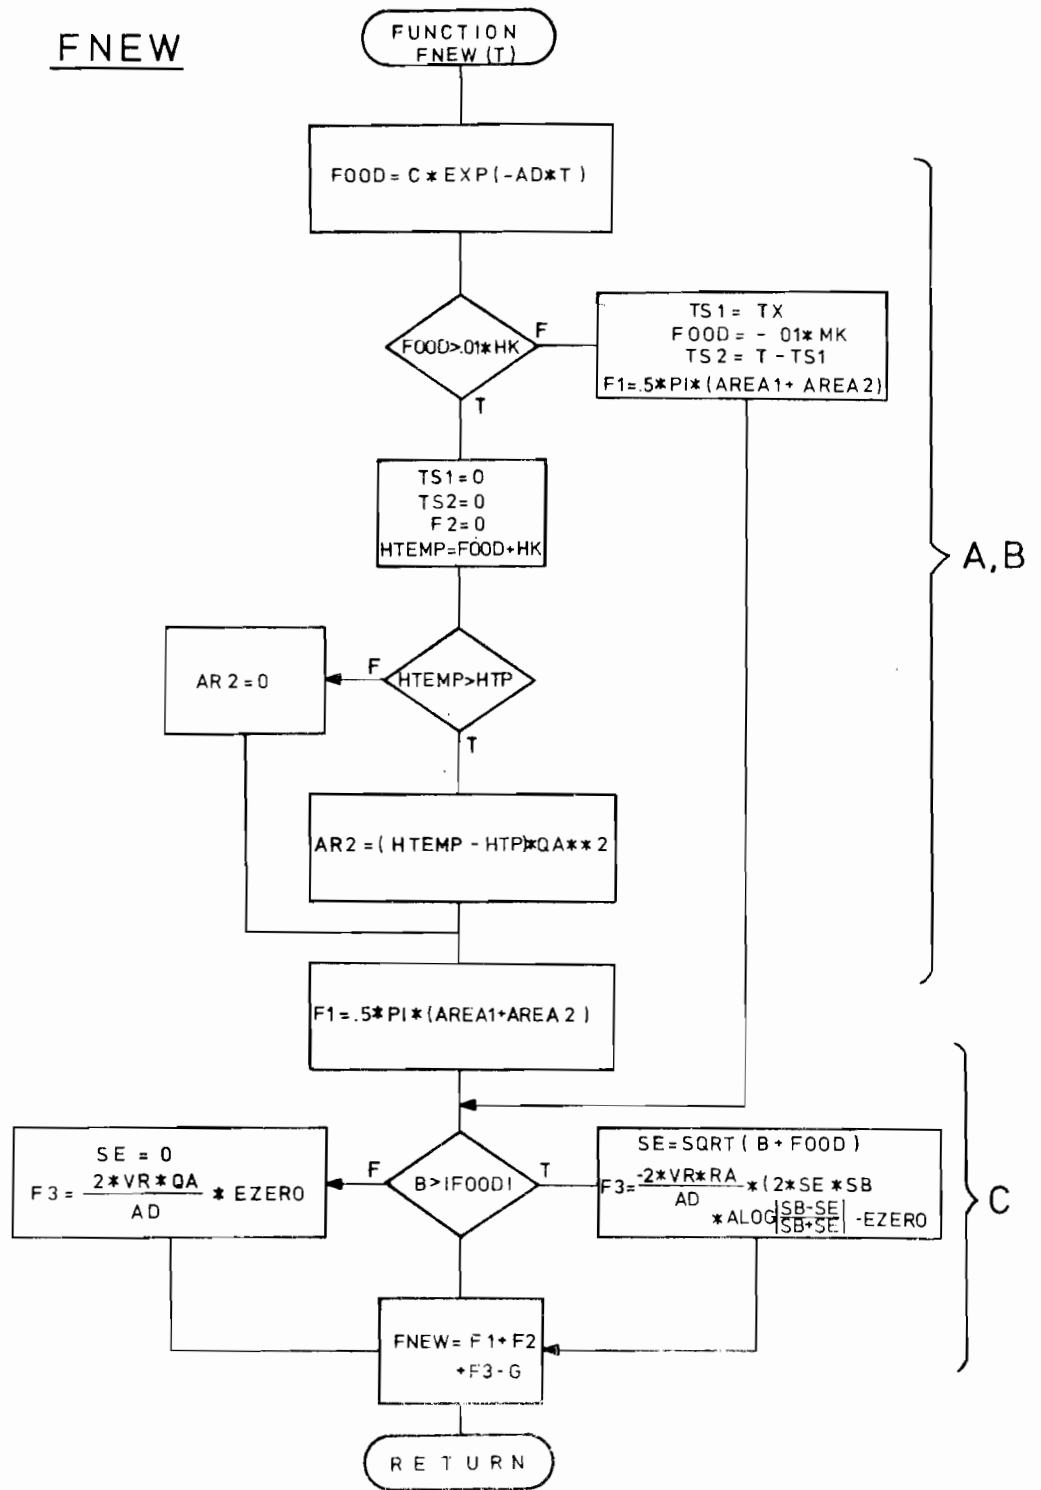 FNEW
FUNCTION
FNEW (T)
FOOD = C * EXP (-AD*T)
FOOD>.01*HK
F
T
TS1 = TX
FOOD = - 01* MK
TS2 = T - TS1
F1=.5*PI*(AREA1+ AREA2)
TS1=0
TS2=0
F2=0
HTEMP=FOOD+HK
A,B
HTEMP>HTP
F
T
AR2=0
AR2 =( HTEMP - HTP)*QA**2
F1=.5*PI*(AREA1+AREA2 )
B>|FOOD|
F
T
SE = 0
F3 = 2*VR*QA / AD * EZERO
SE=SQRT ( B + FOOD )
F3= -2*VR*RA / AD *(2*SE*SB
*ALOG|SB-SE / SB+SE| -EZERO
C
FNEW= F1+F2
+F3-G
RETURN